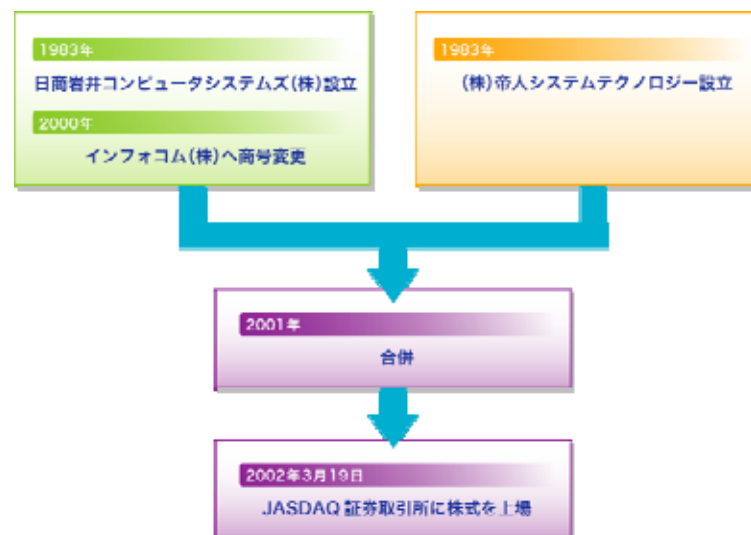 1983年
日商岩井コンピュータシステムズ(株)設立
2000年
インフォコム(株)へ商号変更
1983年
(株)帝人システムテクノロジー設立
2001年
合併
2002年3月19日
JASDAQ 証券取引所に株式を上場